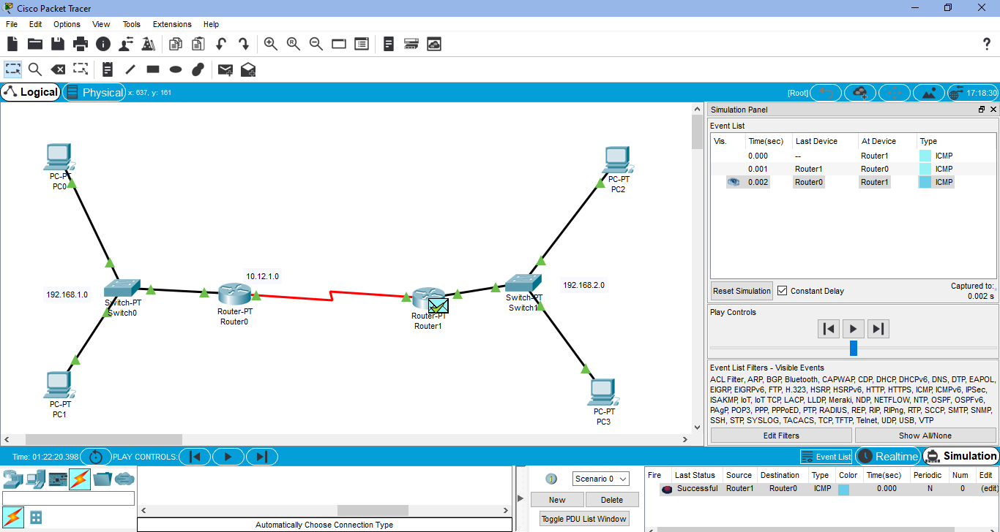 Cisco Packet Tracer
File Edit Options View Tools Extensions Help
Logical Physical x: 637, y: 161 [Root] 17:18:30
PC-PT
PC0
PC-PT
PC2
192.168.1.0
Switch-PT
Switch0
10.12.1.0
Router-PT
Router0
Router-PT
Router1
Switch-PT
Switch1
192.168.2.0
PC-PT
PC1
PC-PT
PC3
Simulation Panel
Event List
Vis. Time(sec) Last Device At Device Type
0.000 -- Router1 ICMP
0.001 Router1 Router0 ICMP
0.002 Router0 Router1 ICMP
Reset Simulation Constant Delay Captured to:
0.002 s
Play Controls
Event List Filters - Visible Events
ACL Filter, ARP, BGP, Bluetooth, CAPWAP, CDP, DHCP, DHCPv6, DNS, DTP, EAPOL,
EIGRP, EIGRPv6, FTP, H.323, HSRP, HSRPv6, HTTP, HTTPS, ICMP, ICMPv6, IPSec,
ISAKMP, IoT, IoT TCP, LACP, LLDP, Meraki, NDP, NETFLOW, NTP, OSPF, OSPFv6,
PAgP, POP3, PPP, PPPoED, PTP, RADIUS, REP, RIP, RIPng, RTP, SCCP, SMTP, SNMP,
SSH, STP, SYSLOG, TACACS, TCP, TFTP, Telnet, UDP, USB, VTP
Edit Filters Show All/None
Time: 01:22:20.398 PLAY CONTROLS: Event List Realtime Simulation
Automatically Choose Connection Type
Scenario 0
New Delete
Toggle PDU List Window
Fire Last Status Source Destination Type Color Time(sec) Periodic Num Edit
Successful Router1 Router0 ICMP 0.000 N 0 (edit)